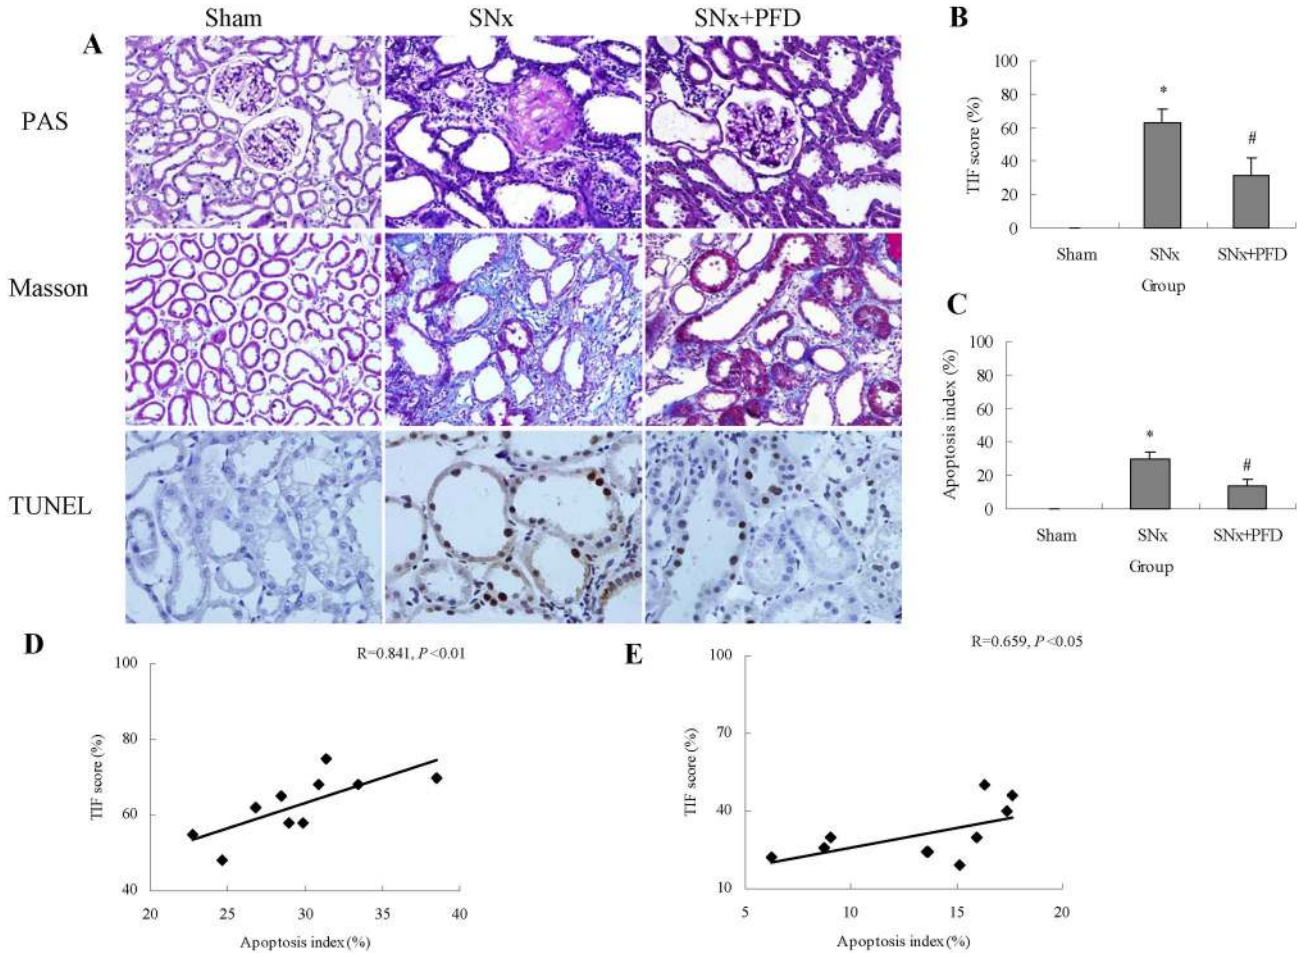 Sham SNx SNx+PFD
A
PAS
Masson
TUNEL
B
100
80
60
40
20
0
TIF score (%)
*
#
Sham SNx SNx+PFD
Group
C
100
80
60
40
20
0
Apoptosis index (%)
*
#
Sham SNx SNx+PFD
Group
D
R=0.841, P<0.01
100
80
60
40
TIF score (%)
20 25 30 35 40
Apoptosis index (%)
E
R=0.659, P<0.05
100
70
40
10
TIF score (%)
5 10 15 20
Apoptosis index (%)